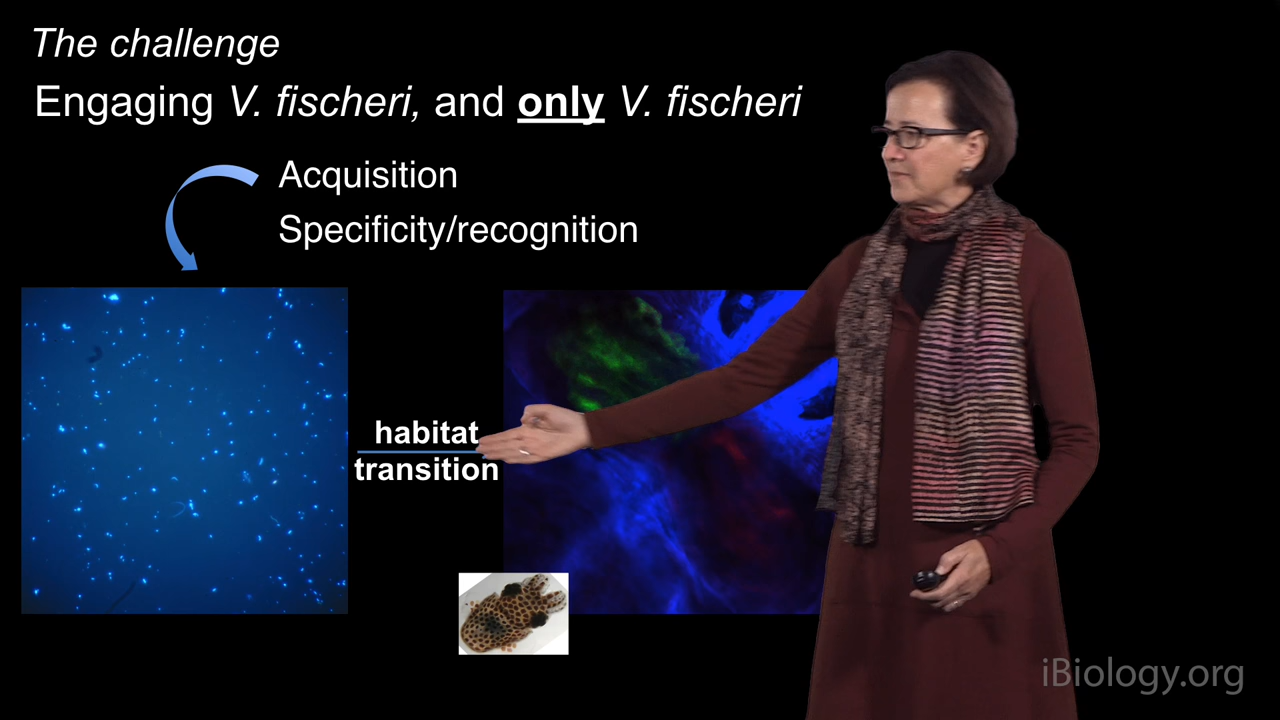 The challenge
Engaging V. fischeri, and only V. fischeri
Acquisition
Specificity/recognition
habitat
transition
iBiology.org